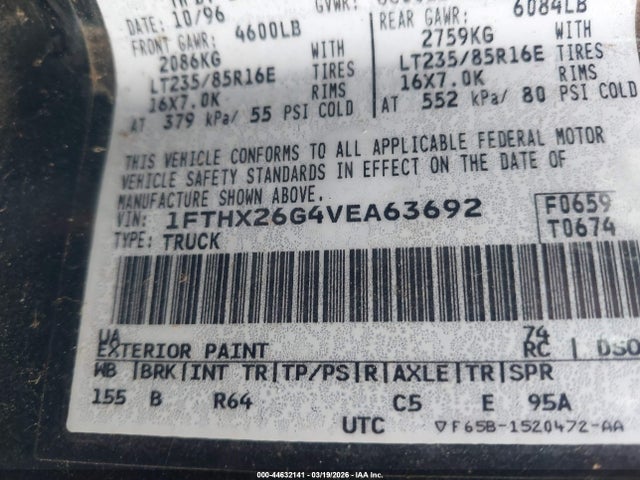 DATE: 10/96 GVWR:
FRONT GAWR: 4600LB REAR GAWR: 6084LB
2086KG WITH 2759KG WITH
LT235/85R16E TIRES LT235/85R16E TIRES
16X7.0K RIMS 16X7.0K RIMS
AT 379 kPa/ 55 PSI COLD AT 552 kPa/ 80 PSI COLD
THIS VEHICLE CONFORMS TO ALL APPLICABLE FEDERAL MOTOR
VEHICLE SAFETY STANDARDS IN EFFECT ON THE DATE OF
MANUFACTURE SHOWN ABOVE.
VIN: 1FTHX26G4VEA63692 F0659
TYPE: TRUCK T0674
UA 74
EXTERIOR PAINT RC DSO
WB BRK INT TR TP/PS R AXLE TR SPR
155 B R64 C5 E 95A
UTC ▽F65B-1520472-AA
000-44632141 - 03/19/2026 - IAA Inc.